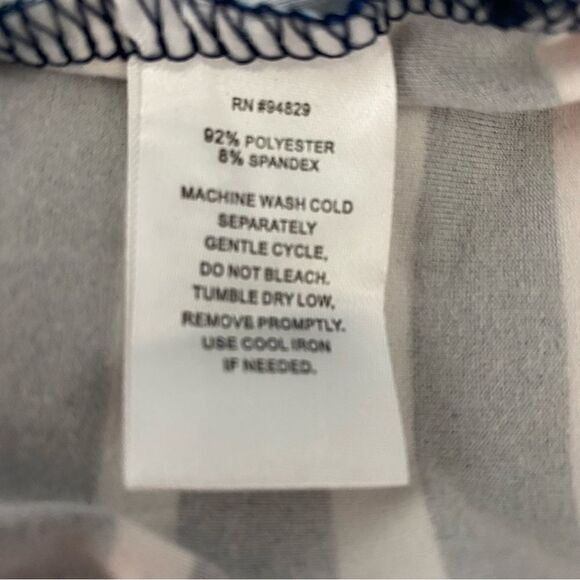 RN #94829
92% POLYESTER
8% SPANDEX
MACHINE WASH COLD
SEPARATELY
GENTLE CYCLE,
DO NOT BLEACH.
TUMBLE DRY LOW,
REMOVE PROMPTLY.
USE COOL IRON
IF NEEDED.